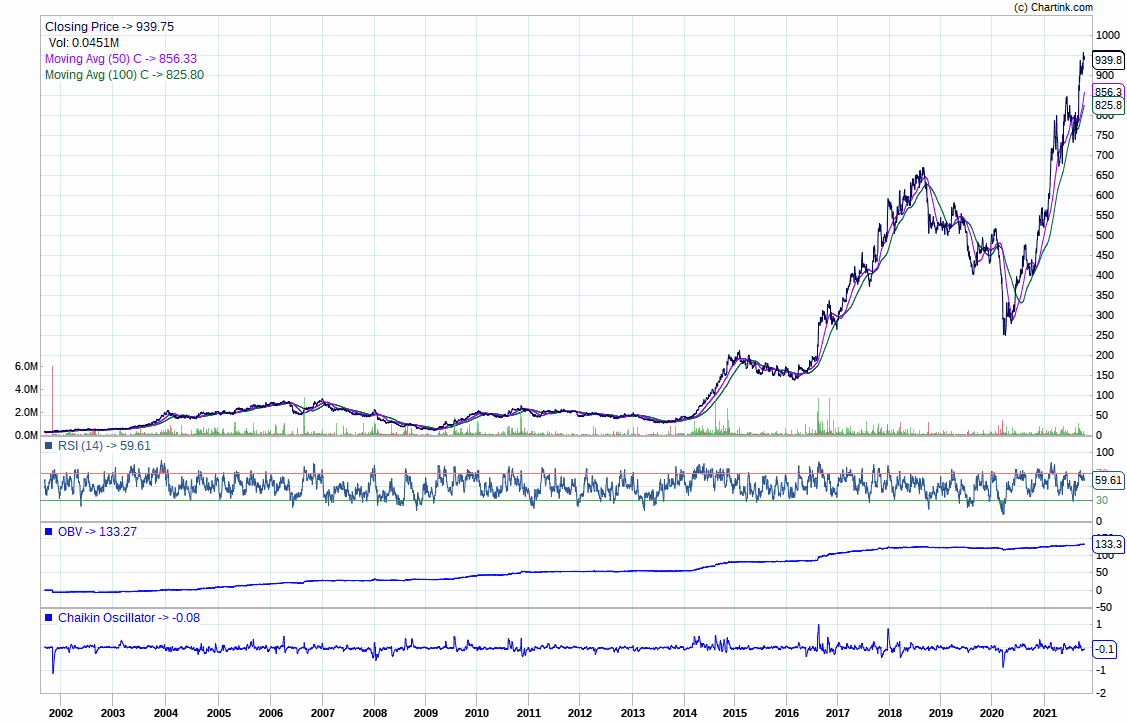 (c) Chartink.com
Closing Price -> 939.75
Vol: 0.0451M
Moving Avg (50) C -> 856.33
Moving Avg (100) C -> 825.80
1000
939.8
900
856.3
825.8
800
750
700
650
600
550
500
450
400
350
300
250
200
150
100
50
0
6.0M
4.0M
2.0M
0.0M
RSI (14) -> 59.61
100
70
59.61
30
0
OBV -> 133.27
150
133.3
100
50
0
-50
Chaikin Oscillator -> -0.08
1
-0.1
-1
-2
2002 2003 2004 2005 2006 2007 2008 2009 2010 2011 2012 2013 2014 2015 2016 2017 2018 2019 2020 2021